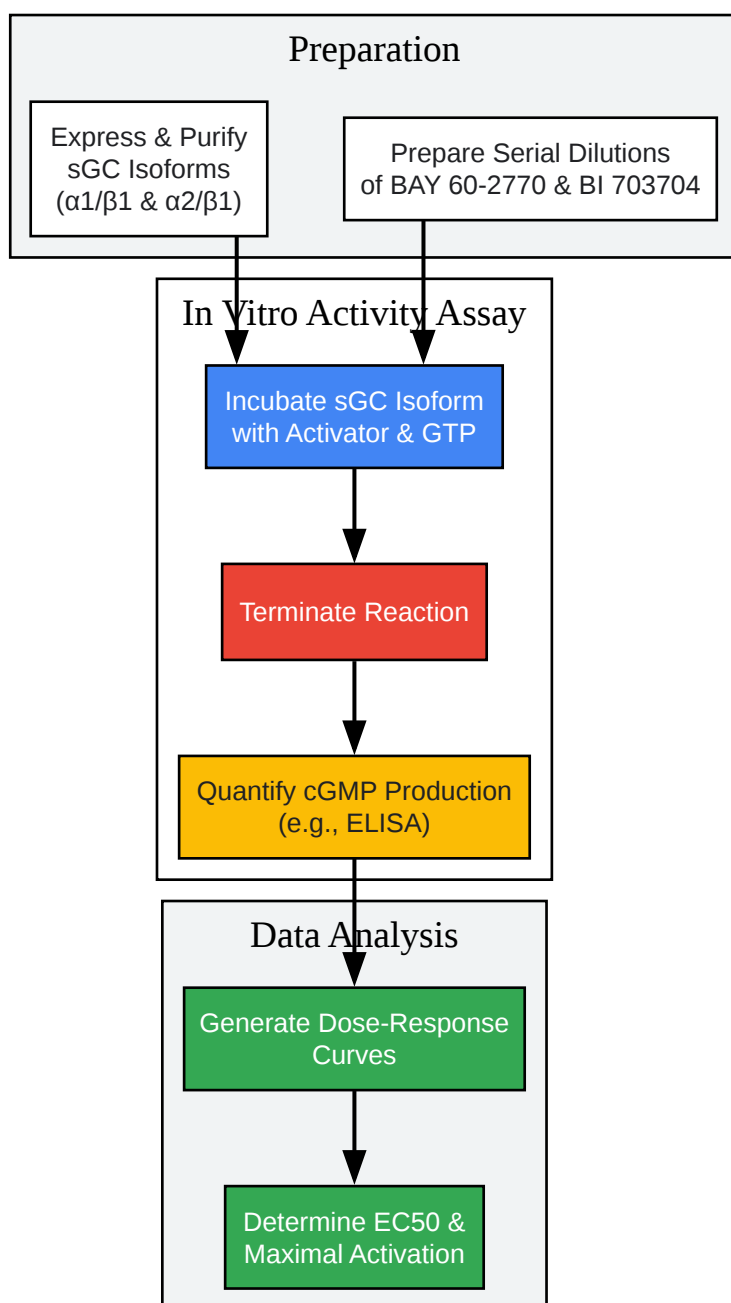 Preparation
Express & Purify
sGC Isoforms
(α1/β1 & α2/β1)
Prepare Serial Dilutions
of BAY 60-2770 & BI 703704
In Vitro Activity Assay
Incubate sGC Isoform
with Activator & GTP
Terminate Reaction
Quantify cGMP Production
(e.g., ELISA)
Data Analysis
Generate Dose-Response
Curves
Determine EC50 &
Maximal Activation